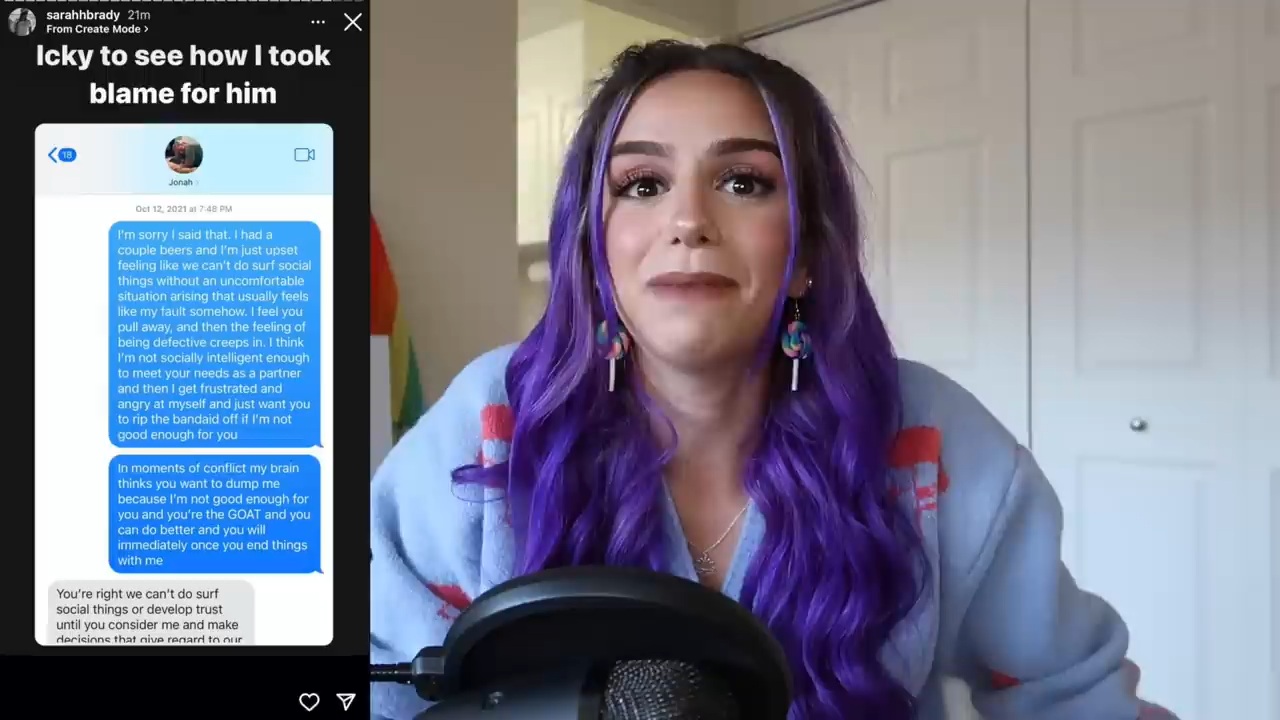 sarahhbrady 21m
From Create Mode >
Icky to see how I took
blame for him
18
Jonah >
Oct 12, 2021 at 7:48 PM
I'm sorry I said that. I had a
couple beers and I'm just upset
feeling like we can't do surf social
things without an uncomfortable
situation arising that usually feels
like my fault somehow. I feel you
pull away, and then the feeling of
being defective creeps in. I think
I'm not socially intelligent enough
to meet your needs as a partner
and then I get frustrated and
angry at myself and just want you
to rip the bandaid off if I'm not
good enough for you
In moments of conflict my brain
thinks you want to dump me
because I'm not good enough for
you and you're the GOAT and you
can do better and you will
immediately once you end things
with me
You're right we can't do surf
social things or develop trust
until you consider me and make
decisions that give regard to our